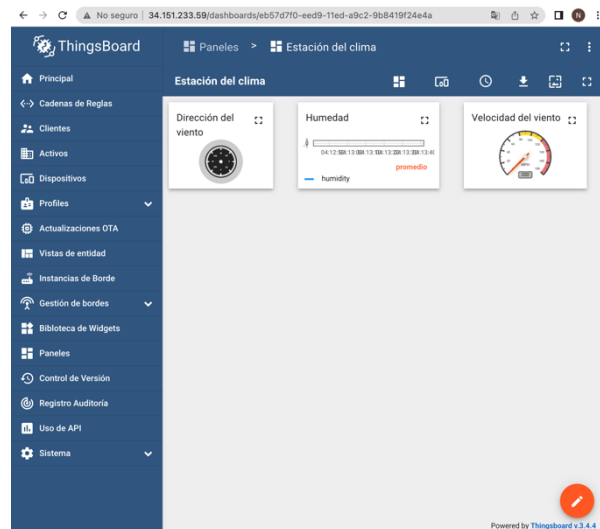 No seguro | 34.151.233.59/dashboards/eb57d7f0-eed9-11ed-a9c2-9b8419f24e4a
N
ThingsBoard
Paneles > Estación del clima
Principal
Cadenas de Reglas
Clientes
Activos
Dispositivos
Profiles
Actualizaciones OTA
Vistas de entidad
Instancias de Borde
Gestión de bordes
Bibloteca de Widgets
Paneles
Control de Versión
Registro Auditoría
Uso de API
Sistema
Estación del clima
Dirección del
viento
Humedad
promedio
humidity
Velocidad del viento
MPH
Powered by Thingsboard v.3.4.4